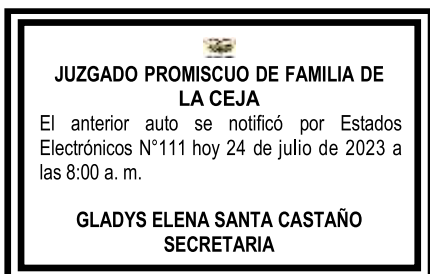 JUZGADO PROMISCUO DE FAMILIA DE
LA CEJA
El anterior auto se notificó por Estados
Electrónicos N°111 hoy 24 de julio de 2023 a
las 8:00 a. m.
GLADYS ELENA SANTA CASTAÑO
SECRETARIA